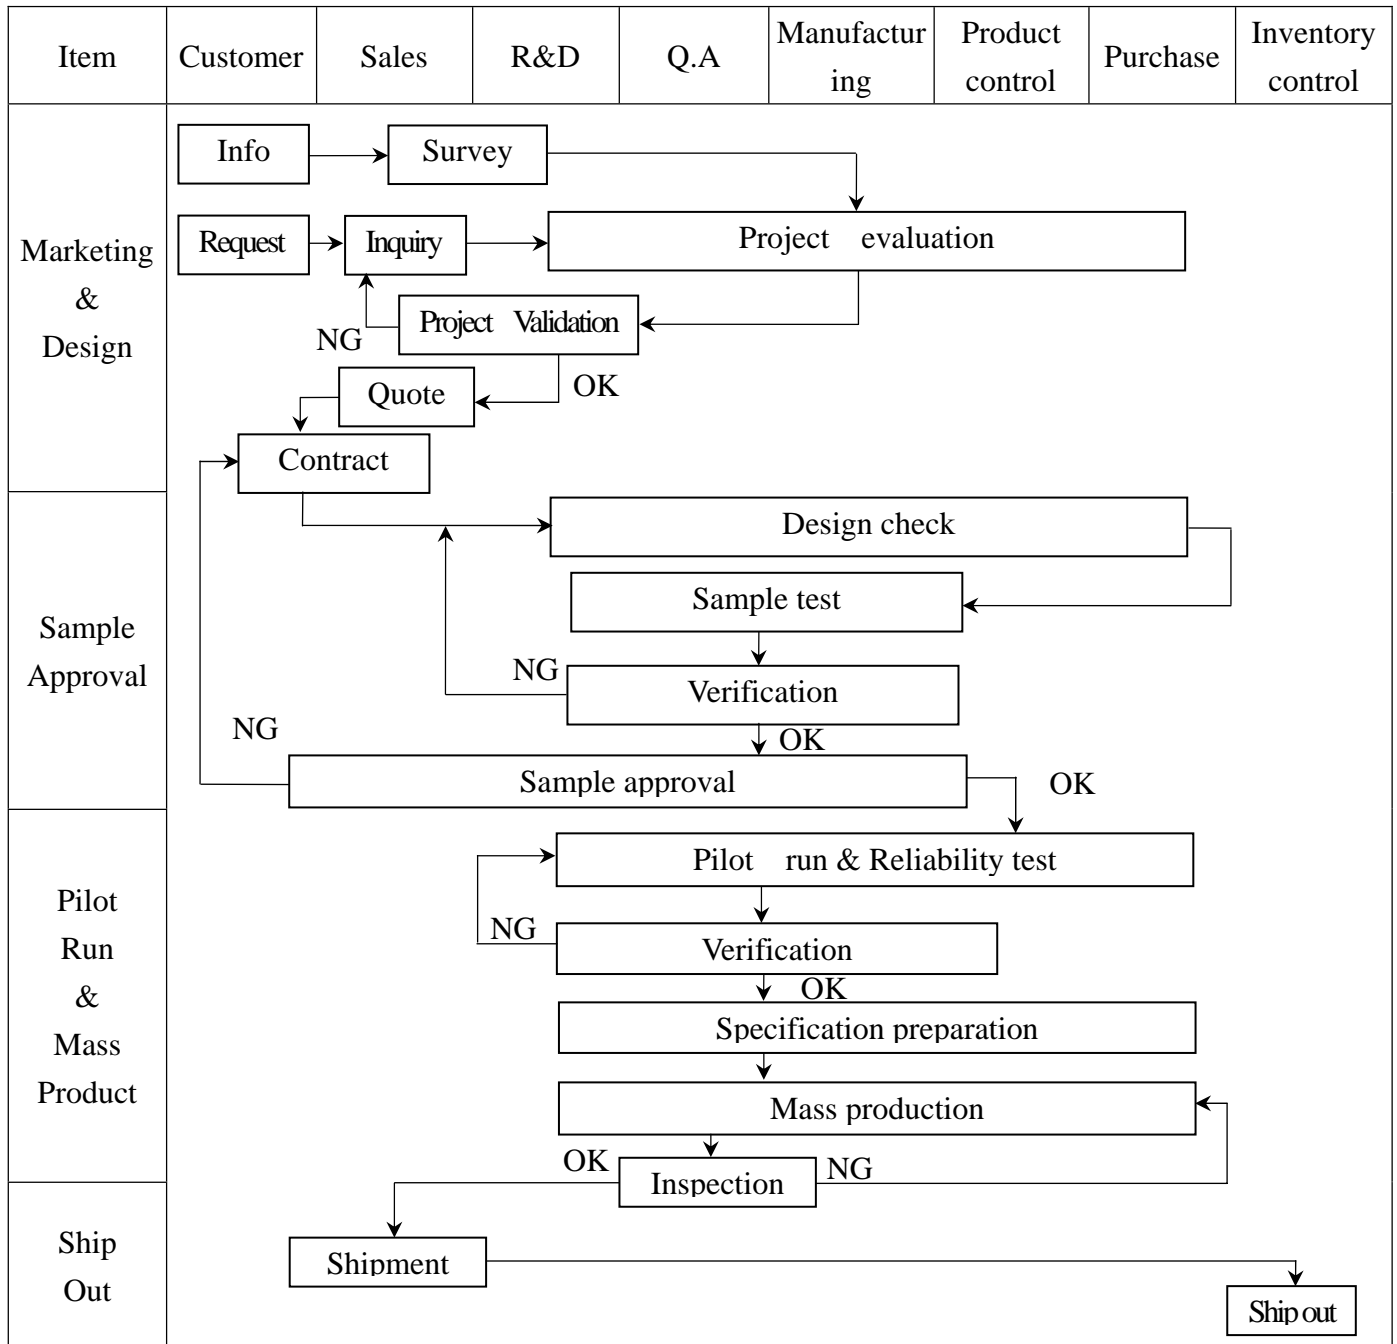 Item Customer Sales R&D Q.A Manufactur
ing Product
control Purchase Inventory
control
Marketing
&
Design
Info Survey
Request Inquiry Project evaluation
NG Project Validation
Quote OK
Contract
Sample
Approval
Design check
Sample test
NG Verification
NG OK
Sample approval OK
Pilot
Run
&
Mass
Product
Pilot run & Reliability test
NG Verification
OK
Specification preparation
Mass production
OK Inspection NG
Ship
Out
Shipment
Ship out